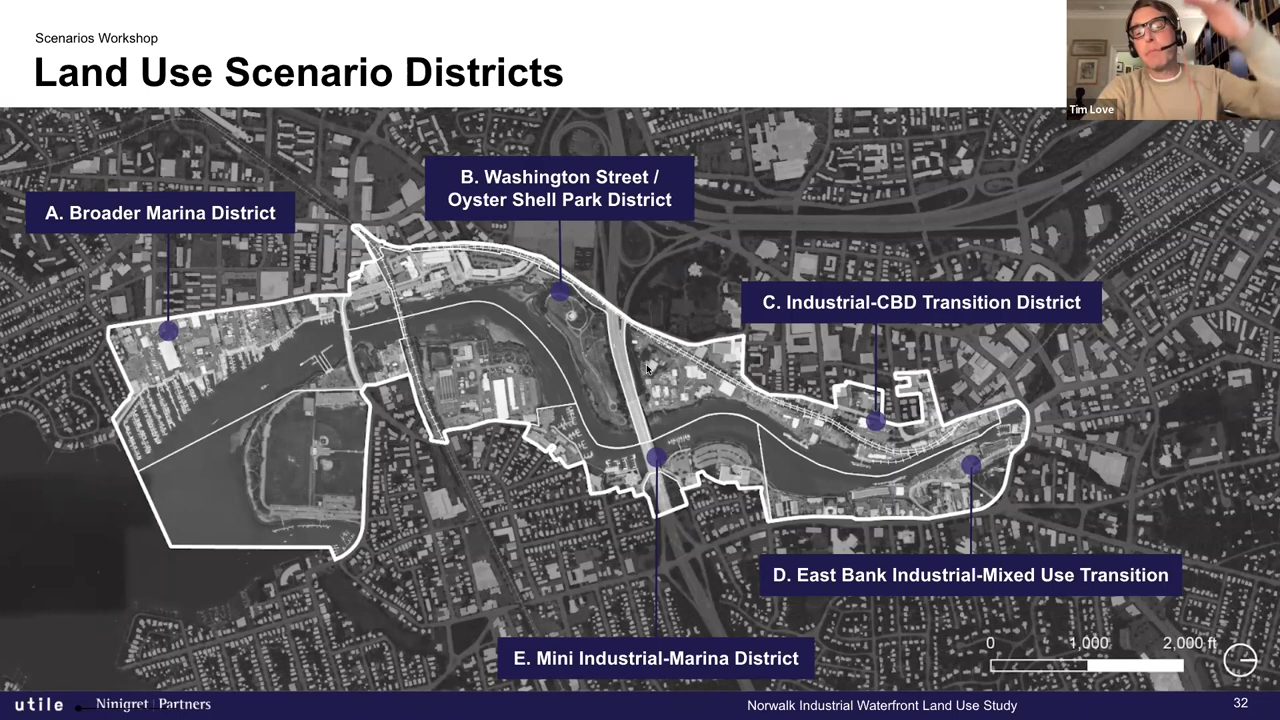 Scenarios Workshop
Land Use Scenario Districts
Tim Love
B. Washington Street /
Oyster Shell Park District
A. Broader Marina District
C. Industrial-CBD Transition District
D. East Bank Industrial-Mixed Use Transition
E. Mini Industrial-Marina District
0 1,000 2,000 ft
utile Ninigret Partners
Norwalk Industrial Waterfront Land Use Study
32